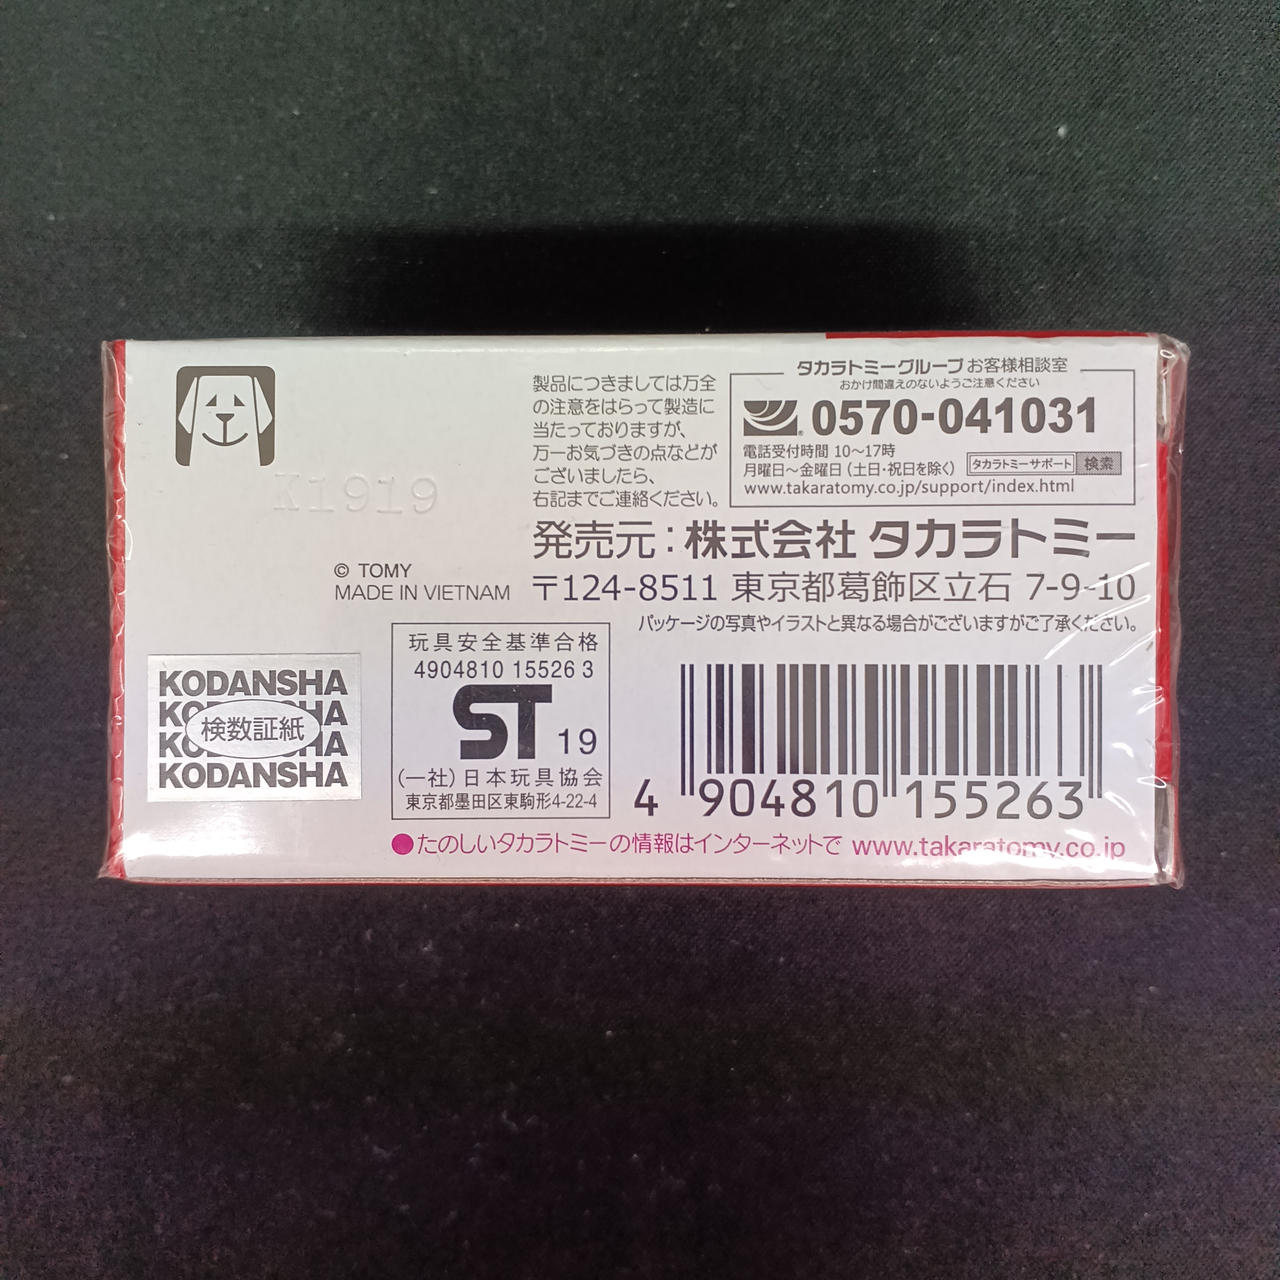 K1919
© TOMY
MADE IN VIETNAM
製品につきましては万全
の注意をはらって製造に
当たっておりますが、
万一お気づきの点などが
ございましたら、
右記までご連絡ください。
タカラトミーグループ お客様相談室
おかけ間違えのないようご注意ください
0570-041031
電話受付時間 10〜17時
月曜日〜金曜日（土日・祝日を除く） タカラトミーサポート 検索
www.takaratomy.co.jp/support/index.html
発売元：株式会社 タカラトミー
〒124-8511 東京都葛飾区立石 7-9-10
パッケージの写真やイラストと異なる場合がございますがご了承ください。
KODANSHA
KODANSHA
KODANSHA
KODANSHA
検数証紙
玩具安全基準合格
4904810 15526 3
ST 19
（一社）日本玩具協会
東京都墨田区東駒形4-22-4
4 904810 155263
●たのしいタカラトミーの情報はインターネットで www.takaratomy.co.jp